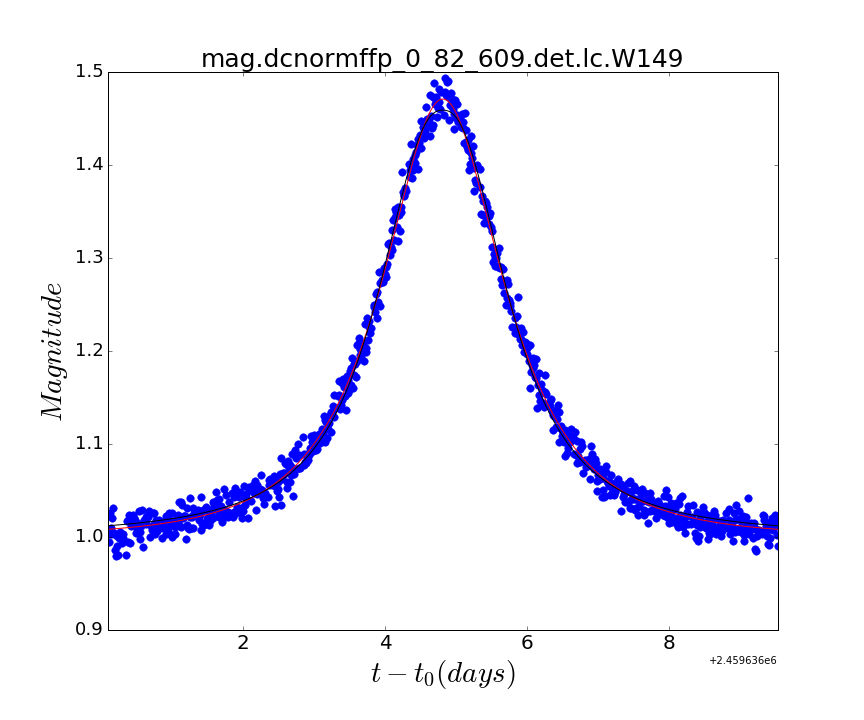 mag.dcnormffp_0_82_609.det.lc.W149
1.5
1.4
1.3
1.2
1.1
1.0
0.9
Magnitude
2 4 6 8
+2.459636e6
t − t₀(days)